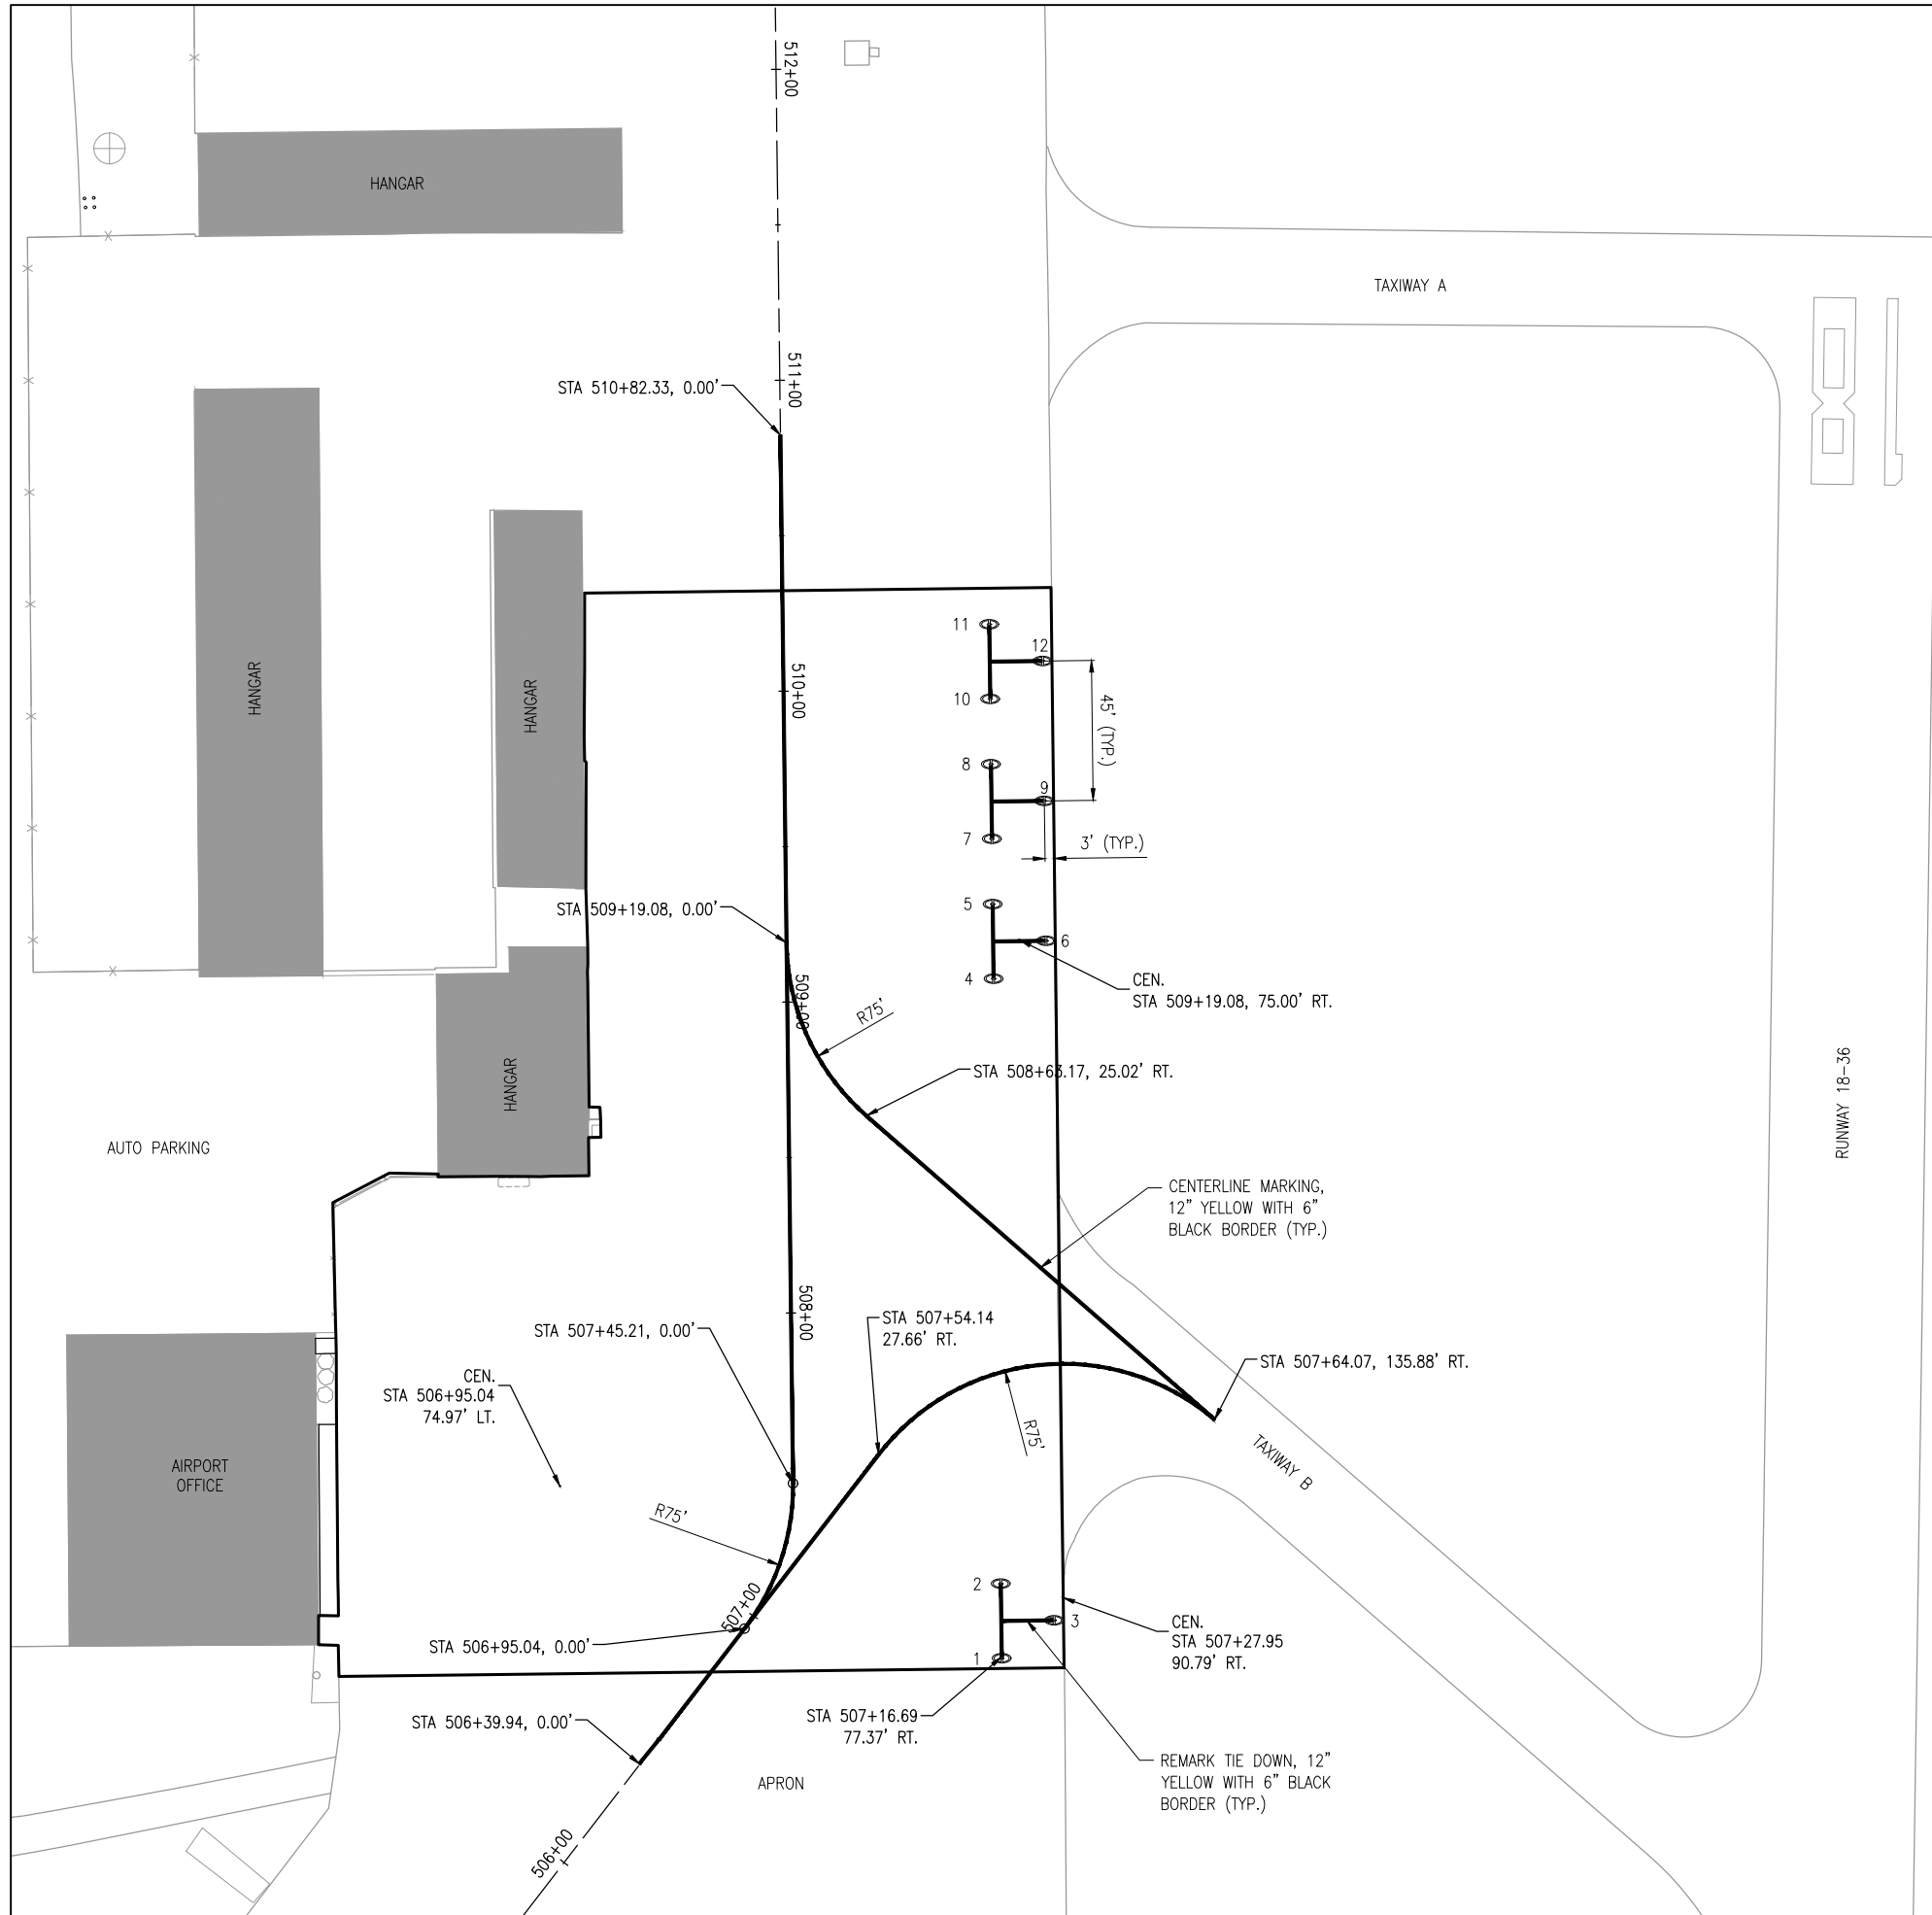 512+00
HANGAR
TAXIWAY A
511+00
STA 510+82.33, 0.00'
HANGAR
HANGAR
510+00
11
12
10
45' (TYP.)
8
9
7
3' (TYP.)
5
6
4
STA 509+19.08, 0.00'
509+00
CEN.
STA 509+19.08, 75.00' RT.
R75'
STA 508+63.17, 25.02' RT.
HANGAR
RUNWAY 18-36
AUTO PARKING
CENTERLINE MARKING,
12" YELLOW WITH 6"
BLACK BORDER (TYP.)
508+00
STA 507+45.21, 0.00'
STA 507+54.14
27.66' RT.
STA 507+64.07, 135.88' RT.
CEN.
STA 506+95.04
74.97' LT.
R75'
TAXIWAY B
AIRPORT
OFFICE
R75'
507+00
2
3
1
CEN.
STA 507+27.95
90.79' RT.
STA 506+95.04, 0.00'
STA 506+39.94, 0.00'
STA 507+16.69
77.37' RT.
APRON
REMARK TIE DOWN, 12"
YELLOW WITH 6" BLACK
BORDER (TYP.)
506+00